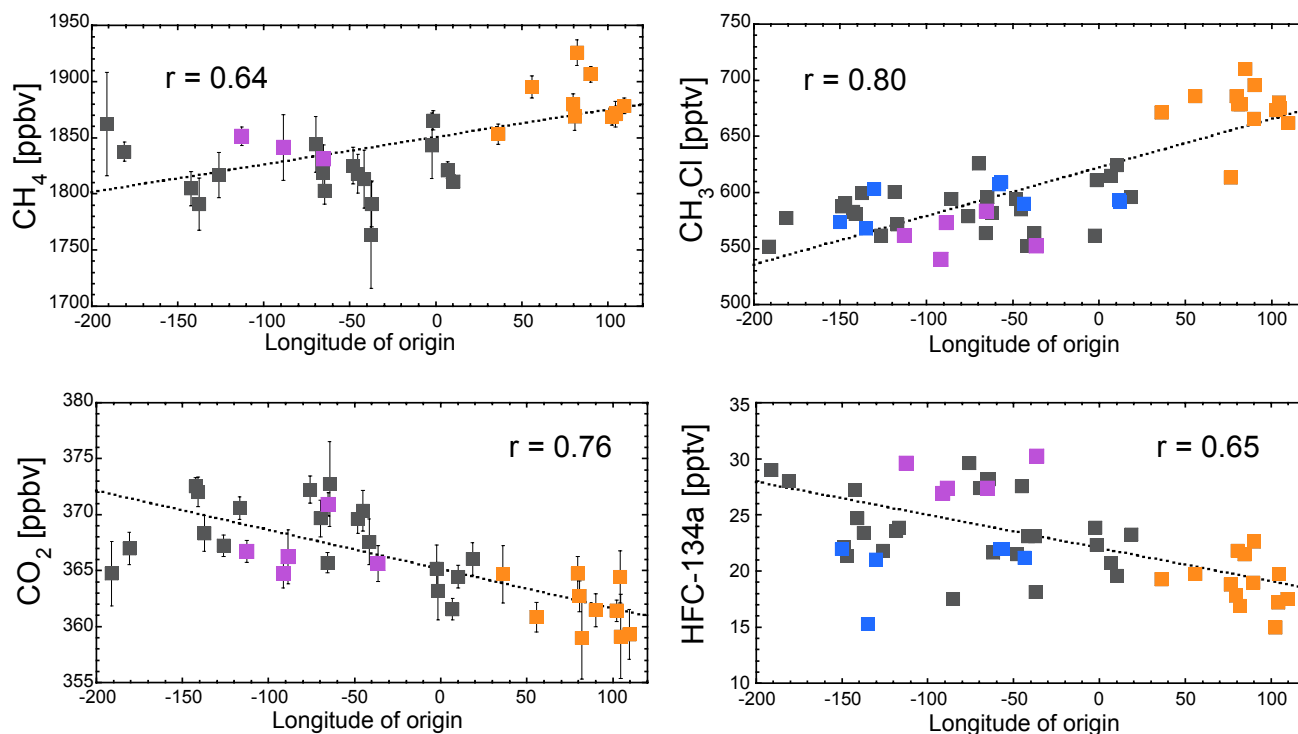 CH4 [ppbv]
1950
1900
1850
1800
1750
1700
r = 0.64
-200 -150 -100 -50 0 50 100
Longitude of origin
CH3Cl [pptv]
750
700
650
600
550
500
r = 0.80
-200 -150 -100 -50 0 50 100
Longitude of origin
CO2 [ppbv]
380
375
370
365
360
355
r = 0.76
-200 -150 -100 -50 0 50 100
Longitude of origin
HFC-134a [pptv]
35
30
25
20
15
10
r = 0.65
-200 -150 -100 -50 0 50 100
Longitude of origin